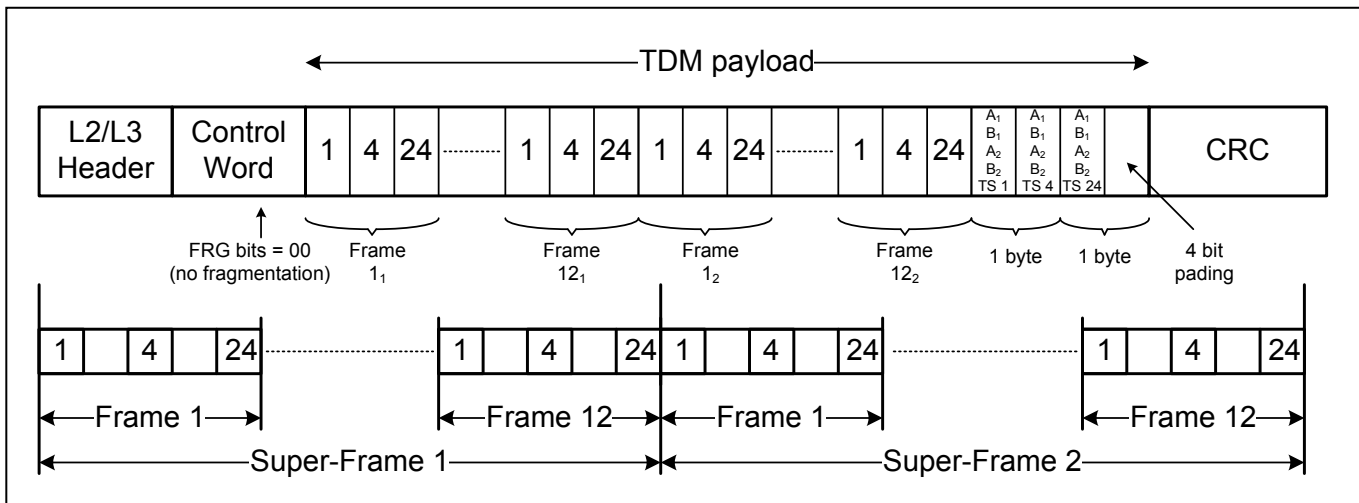 TDM payload
L2/L3 Header
Control Word
1 4 24 1 4 24 1 4 24 1 4 24
A₁ B₁ A₂ B₂ TS 1
A₁ B₁ A₂ B₂ TS 4
A₁ B₁ A₂ B₂ TS 24
CRC
FRG bits = 00
(no fragmentation)
Frame 1₁
Frame 12₁
Frame 1₂
Frame 12₂
1 byte
1 byte
4 bit pading
1 4 24 1 4 24 1 4 24 1 4 24
Frame 1
Frame 12
Frame 1
Frame 12
Super-Frame 1
Super-Frame 2